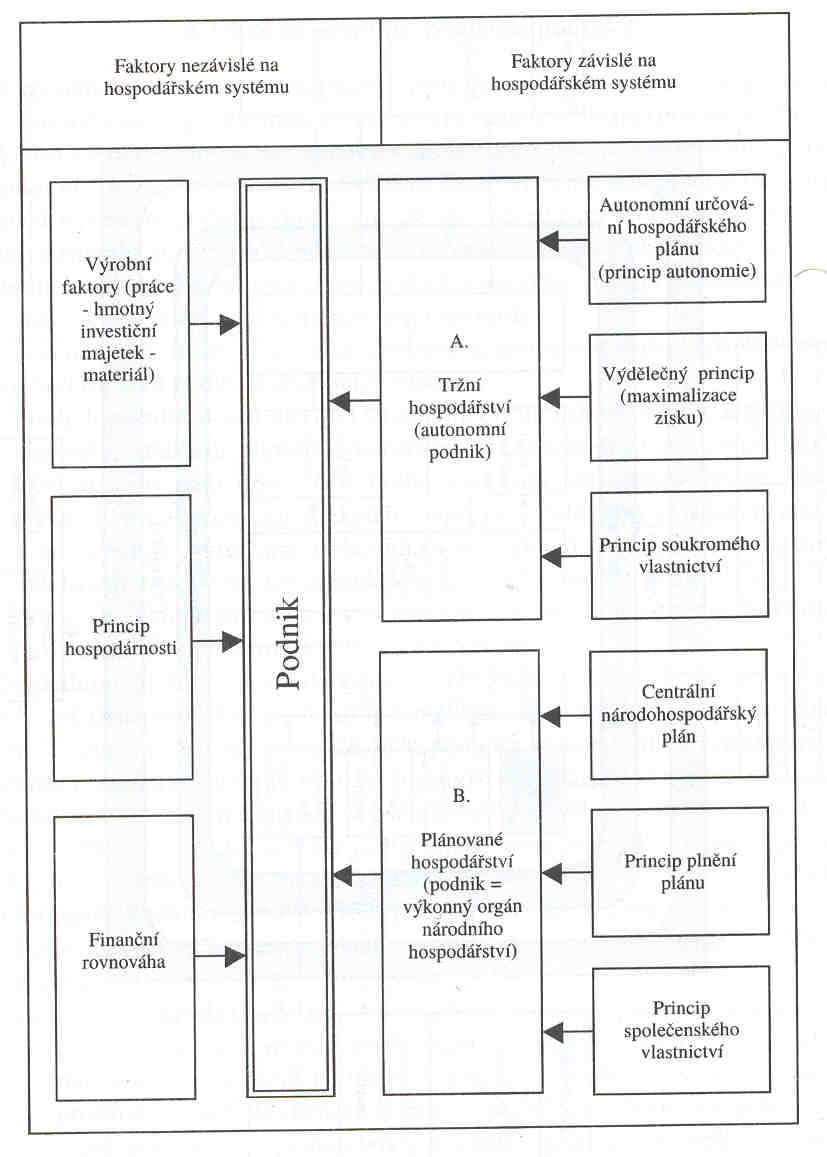 Faktory nezávislé na
hospodářském systému
Faktory závislé na
hospodářském systému
Výrobní
faktory (práce
- hmotný
investiční
majetek -
materiál)
Princip
hospodárnosti
Finanční
rovnováha
Podnik
A.
Tržní
hospodářství
(autonomní
podnik)
B.
Plánované
hospodářství
(podnik =
výkonný orgán
národního
hospodářství)
Autonomní určová-
ní hospodářského
plánu
(princip autonomie)
Výdělečný princip
(maximalizace
zisku)
Princip soukromého
vlastnictví
Centrální
národohospodářský
plán
Princip plnění
plánu
Princip
společenského
vlastnictví